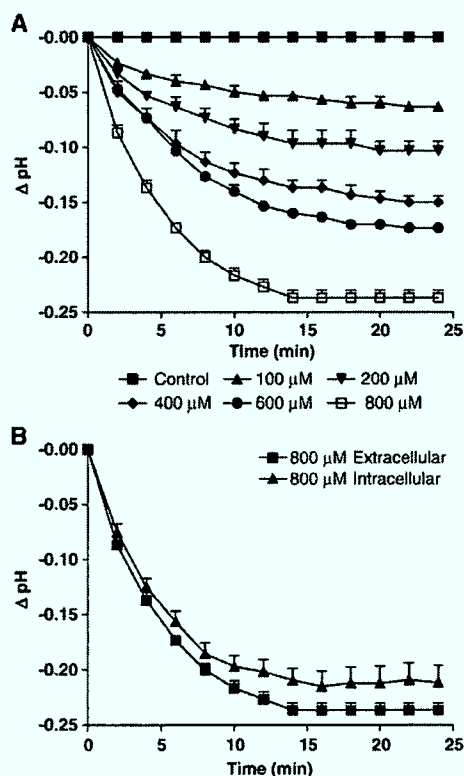 A
-0.00
-0.05
-0.10
-0.15
-0.20
-0.25
Δ pH
0 5 10 15 20 25
Time (min)
Control 100 µM 200 µM
400 µM 600 µM 800 µM
B
-0.00
-0.05
-0.10
-0.15
-0.20
-0.25
Δ pH
800 µM Extracellular
800 µM Intracellular
0 5 10 15 20 25
Time (min)